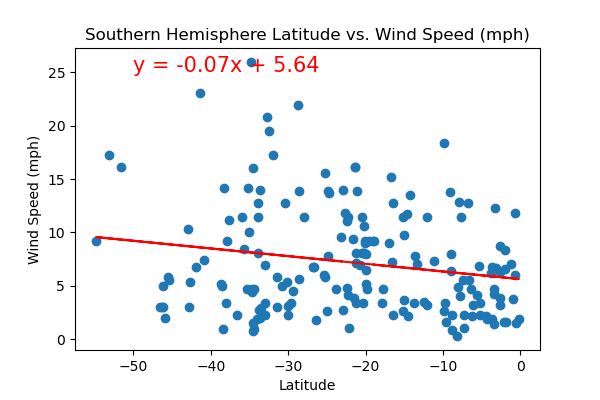 Southern Hemisphere Latitude vs. Wind Speed (mph)
y = -0.07x + 5.64
25
20
15
10
5
0
Wind Speed (mph)
−50 −40 −30 −20 −10 0
Latitude